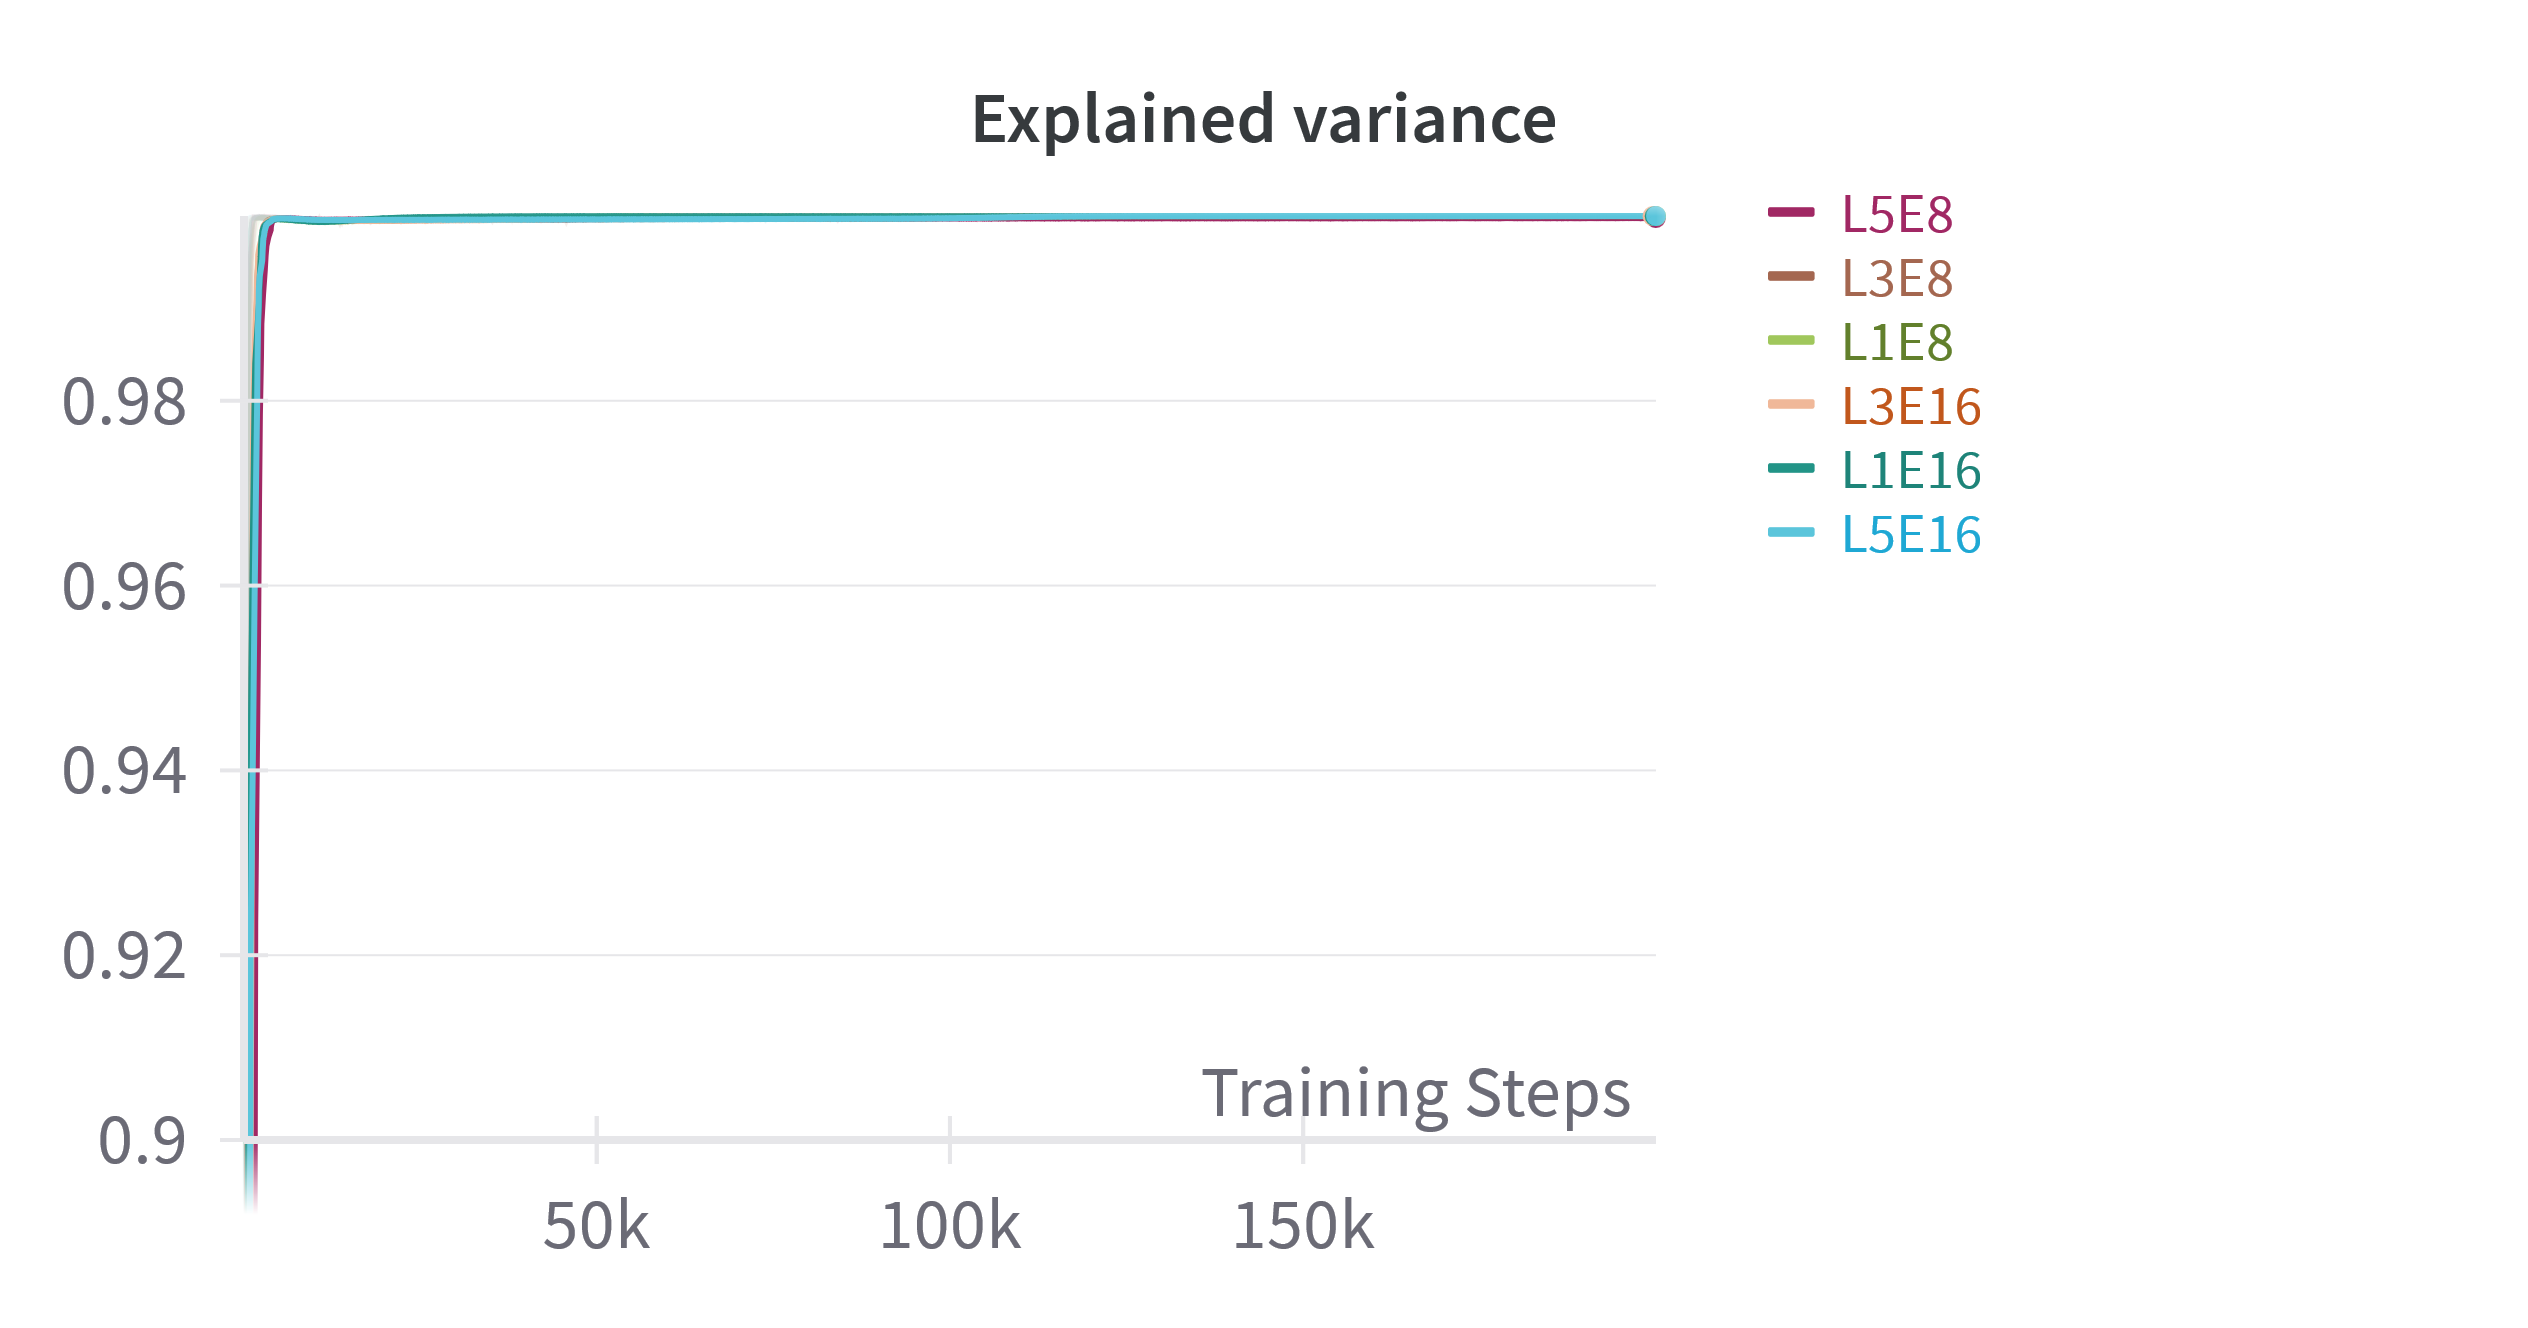 Explained variance
L5E8
L3E8
L1E8
L3E16
L1E16
L5E16
0.98
0.96
0.94
0.92
0.9
Training Steps
50k 100k 150k